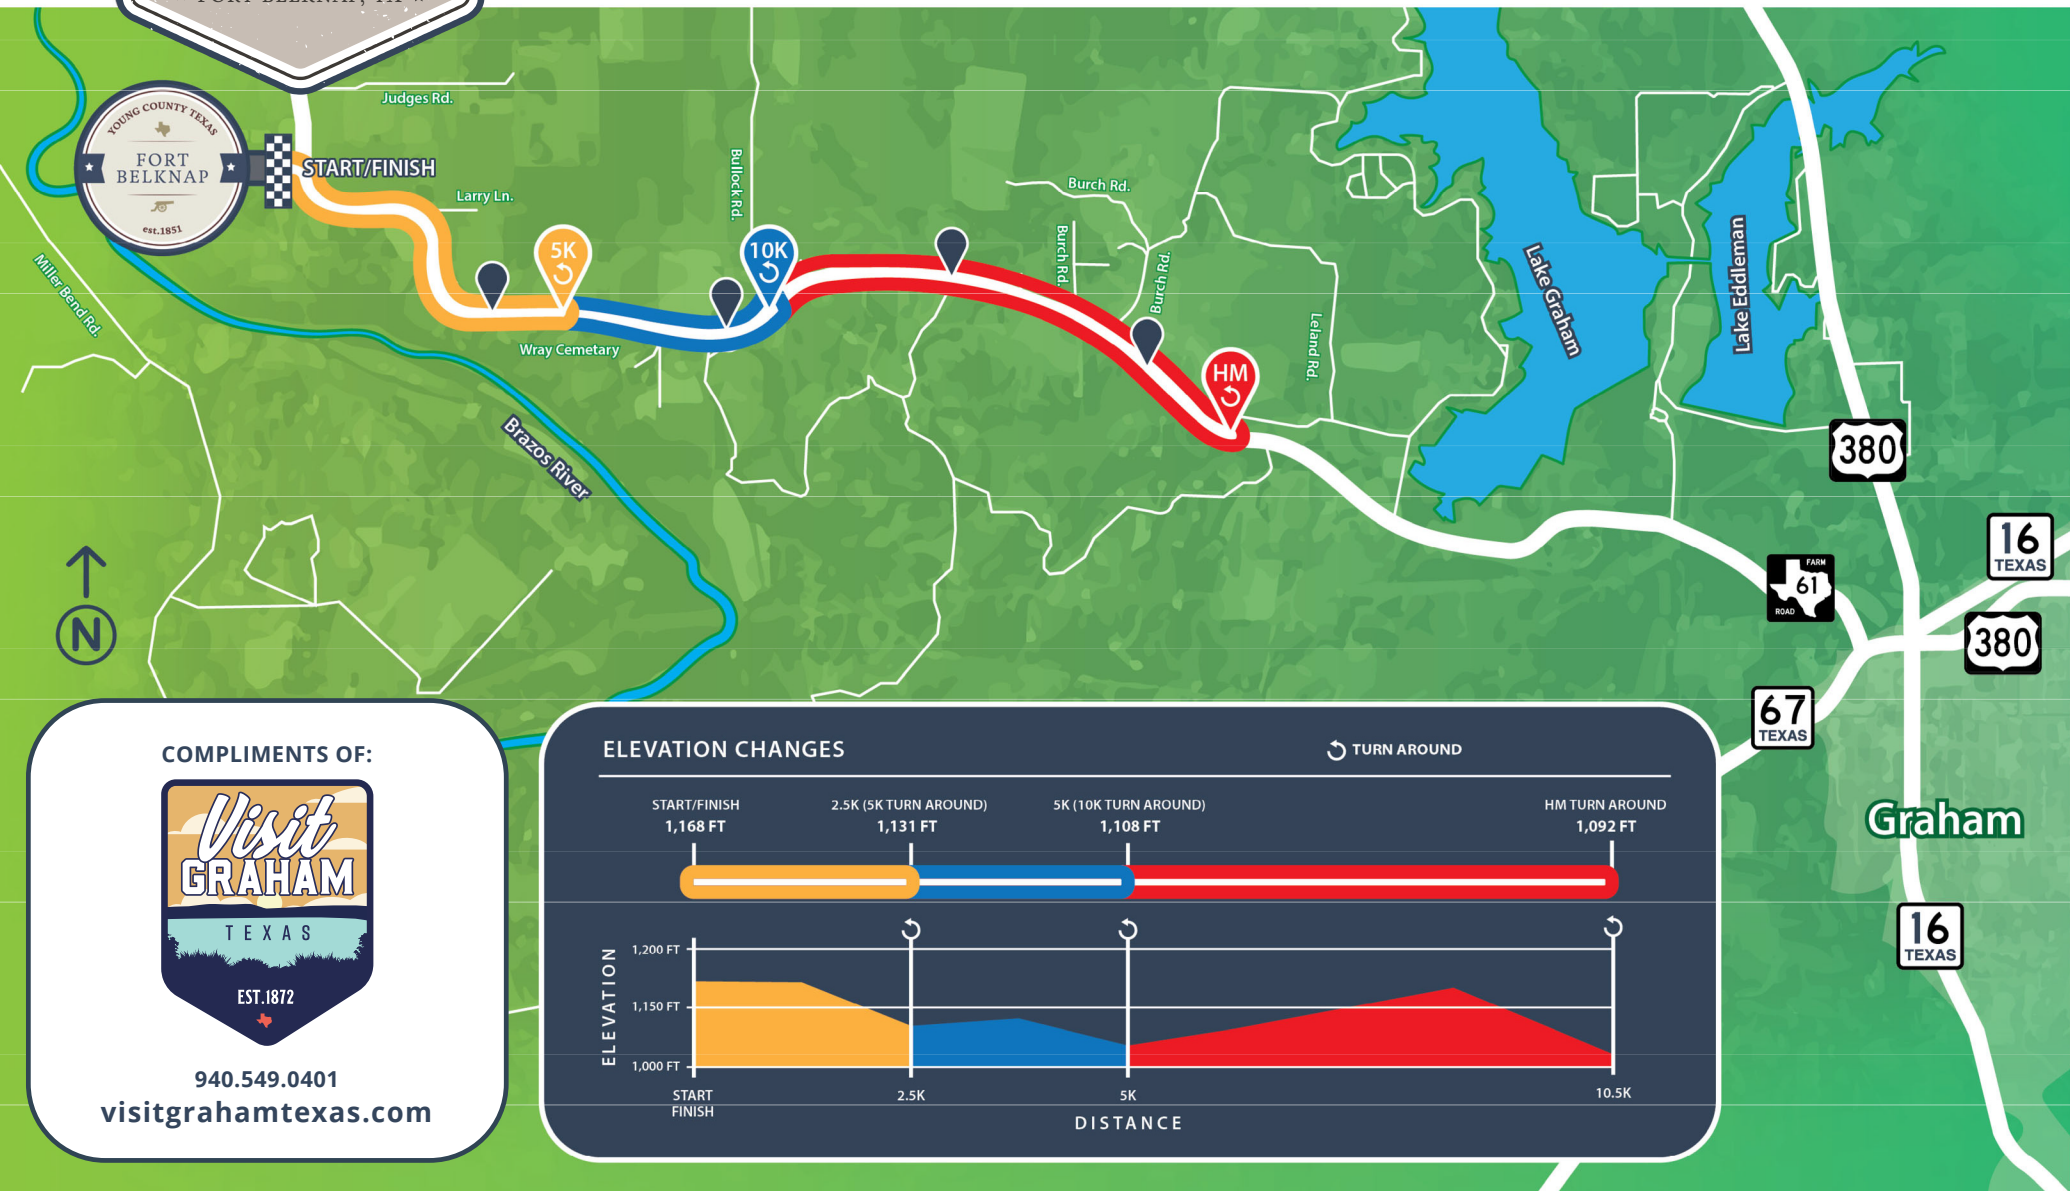 FORT BELKNAP, TX
Judges Rd.
YOUNG COUNTY TEXAS
FORT
BELKNAP
est.1851
START/FINISH
Larry Ln.
Bullock Rd.
5K
10K
Burch Rd.
Burch Rd.
Burch Rd.
Miller Bend Rd.
Wray Cemetary
HM
Leland Rd.
Lake Graham
Lake Eddleman
Brazos River
380
16
TEXAS
FARM
61
ROAD
380
67
TEXAS
Graham
16
TEXAS
N
COMPLIMENTS OF:
Visit
GRAHAM
TEXAS
EST.1872
940.549.0401
visitgrahamtexas.com
ELEVATION CHANGES
TURN AROUND
START/FINISH
1,168 FT
2.5K (5K TURN AROUND)
1,131 FT
5K (10K TURN AROUND)
1,108 FT
HM TURN AROUND
1,092 FT
ELEVATION
1,200 FT
1,150 FT
1,000 FT
START
FINISH
2.5K
5K
10.5K
DISTANCE